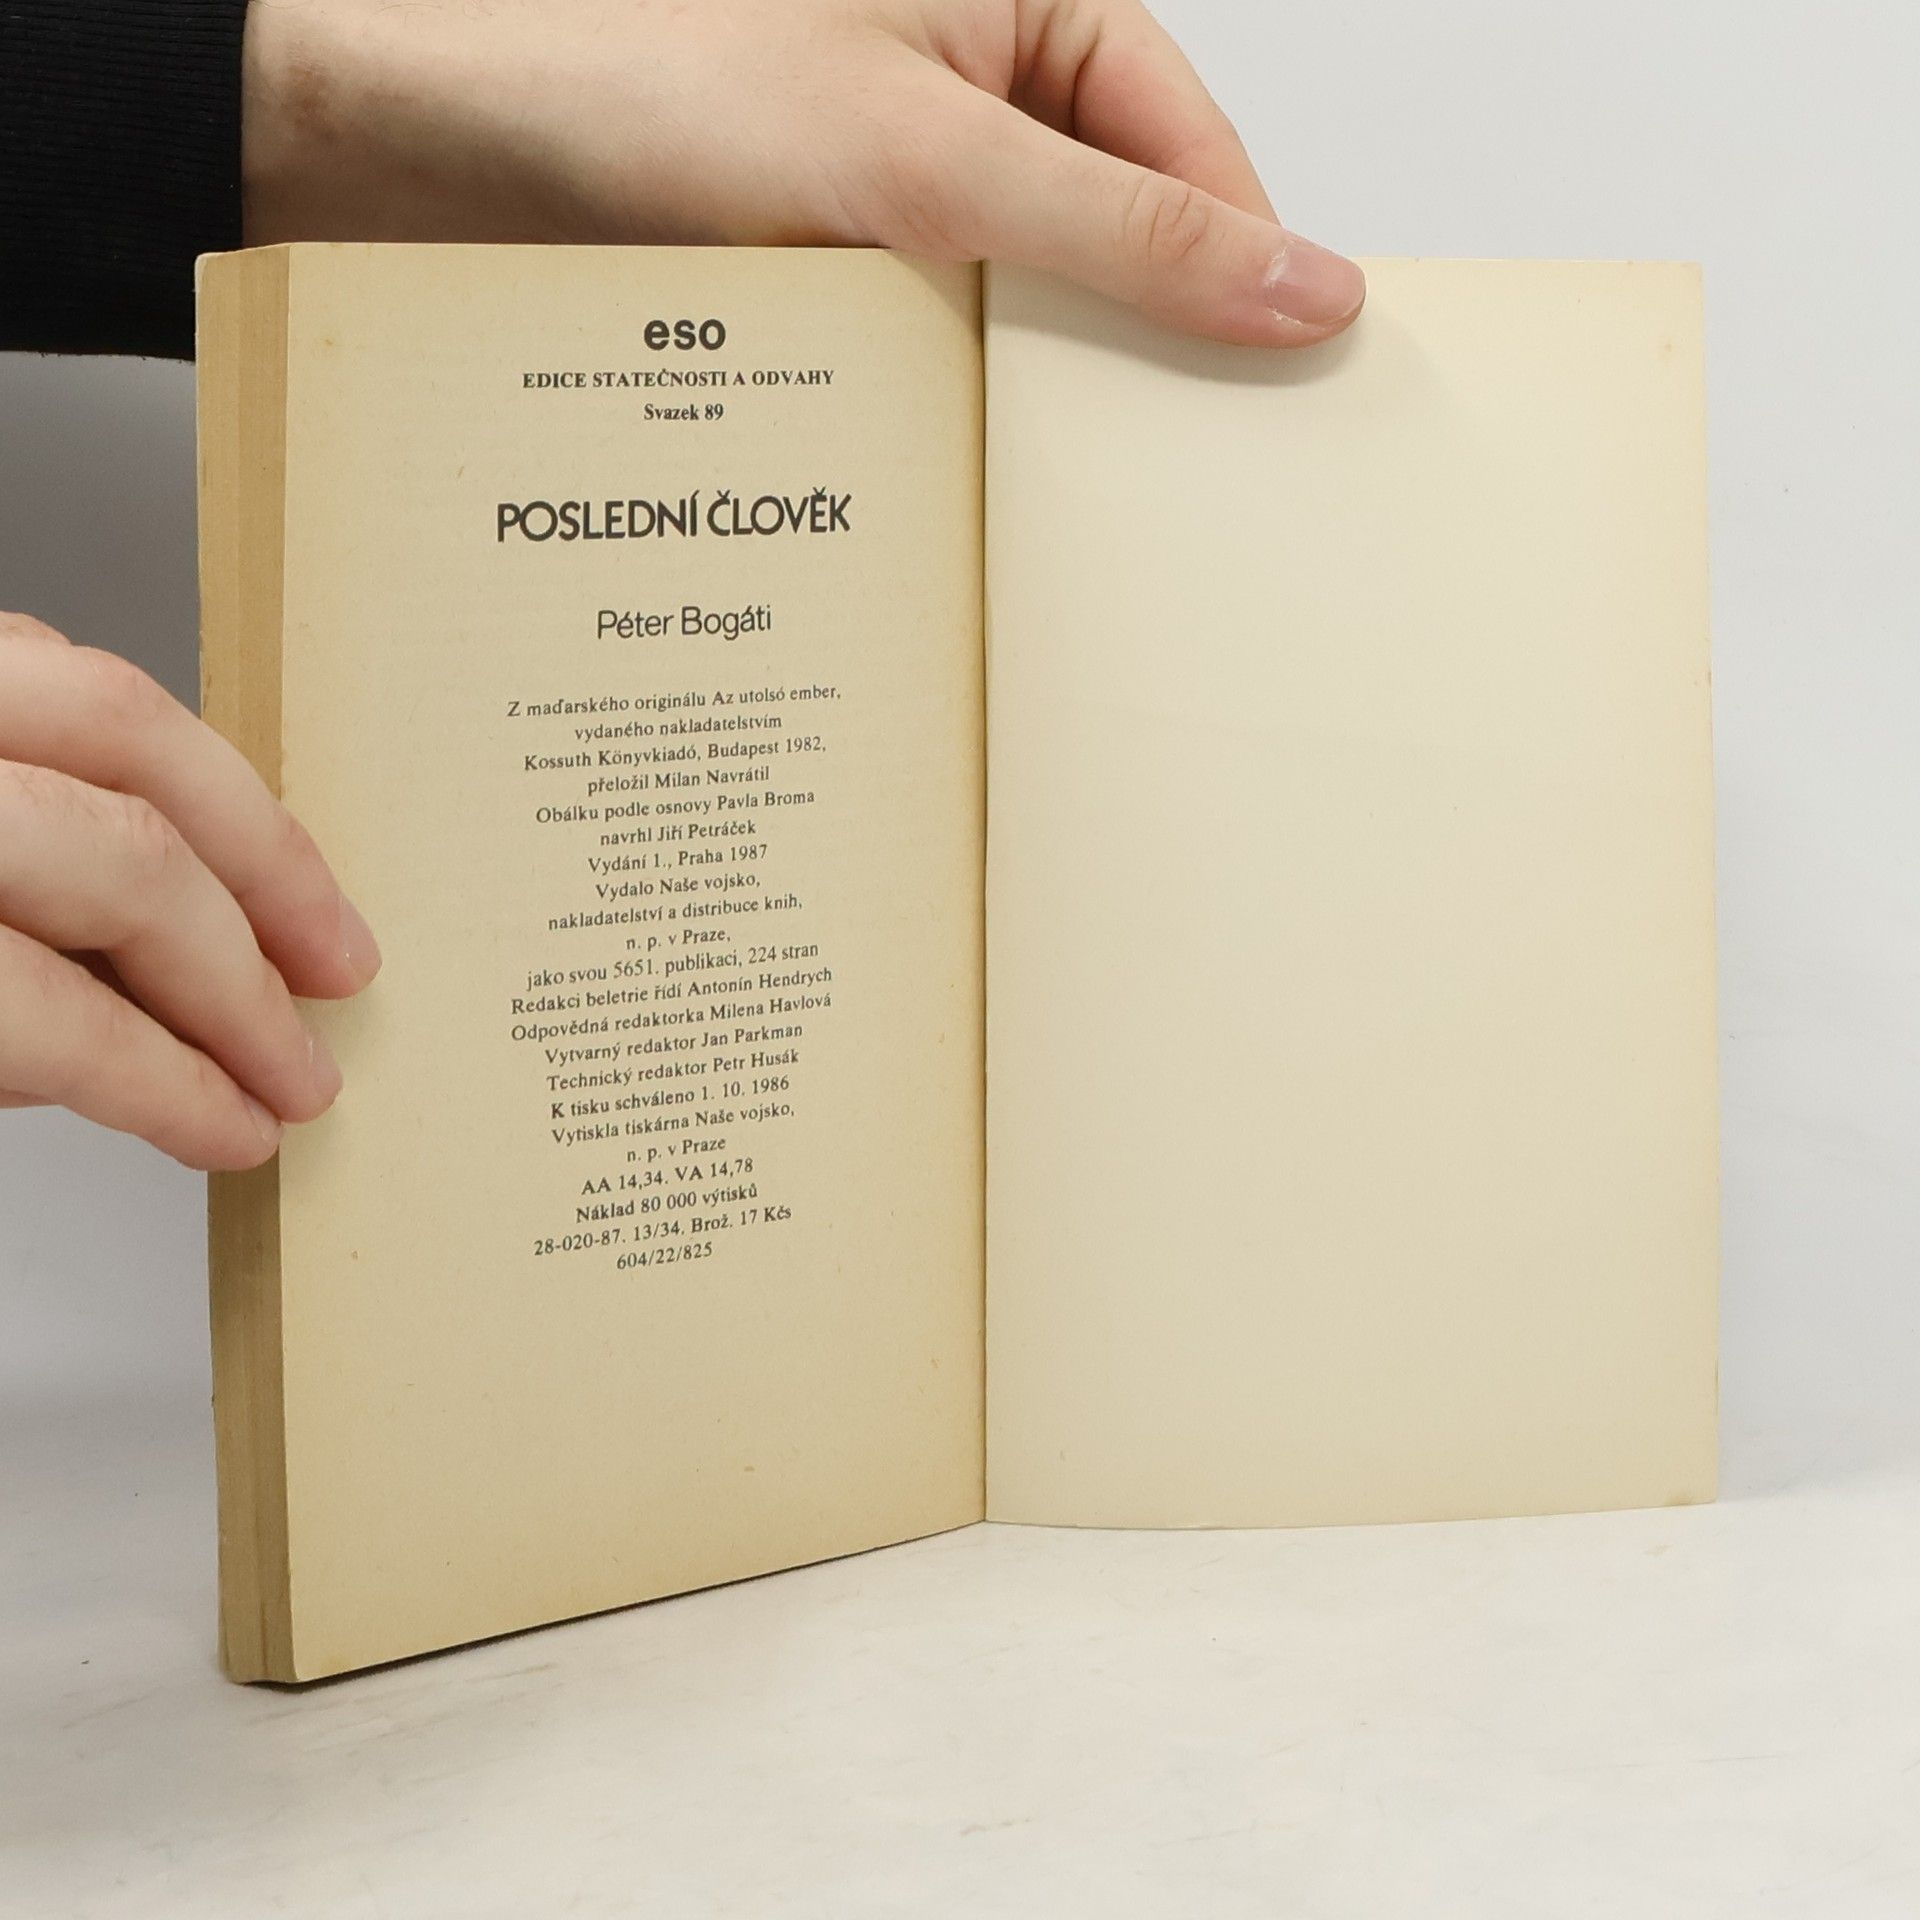 eso
EDICE STATEČNOSTI A ODVAHY
Svazek 89
POSLEDNÍ ČLOVĚK
Péter Bogáti
Z maďarského originálu Az utolsó ember,
vydaného nakladatelstvím
Kossuth Könyvkiadó, Budapest 1982,
přeložil Milan Navrátil
Obálku podle osnovy Pavla Broma
navrhl Jiří Petráček
Vydání 1., Praha 1987
Vydalo Naše vojsko,
nakladatelství a distribuce knih,
n. p. v Praze,
jako svou 5651. publikaci, 224 stran
Redakci beletrie řídí Antonín Hendrych
Odpovědná redaktorka Milena Havlová
Vytvarný redaktor Jan Parkman
Technický redaktor Petr Husák
K tisku schváleno 1. 10. 1986
Vytiskla tiskárna Naše vojsko,
n. p. v Praze
AA 14,34. VA 14,78
Náklad 80 000 výtisků
28-020-87. 13/34. Brož. 17 Kčs
604/22/825